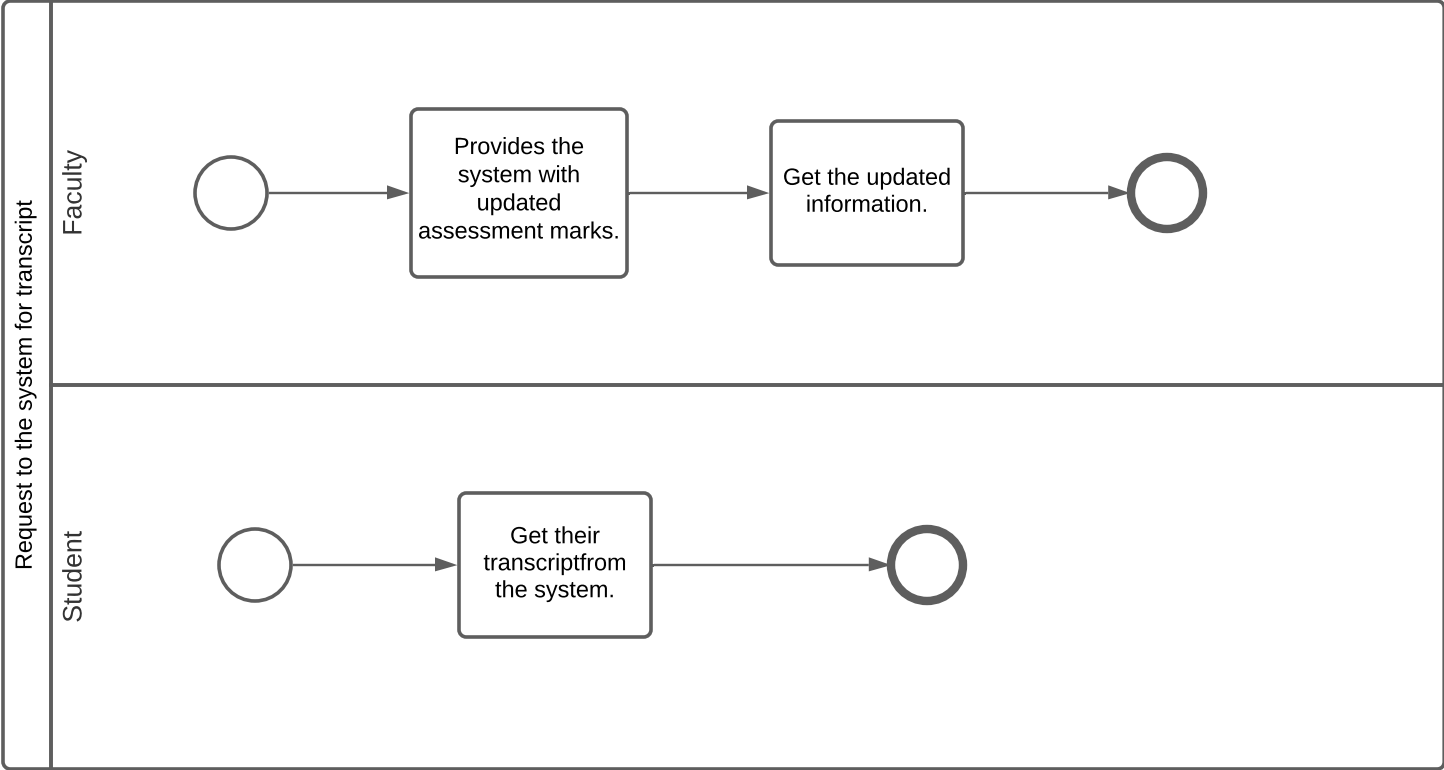 Request to the system for transcript
Faculty
Provides the
system with
updated
assessment marks.
Get the updated
information.
Student
Get their
transcriptfrom
the system.